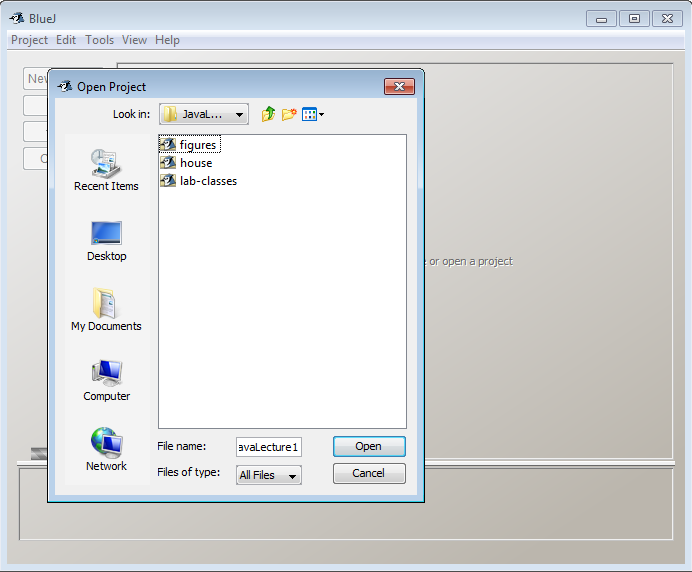 BlueJ
Project Edit Tools View Help
Open Project
Look in: JavaL...
figures
house
lab-classes
Recent Items
Desktop
My Documents
Computer
Network
or open a project
File name: avaLecture1 Open
Files of type: All Files Cancel